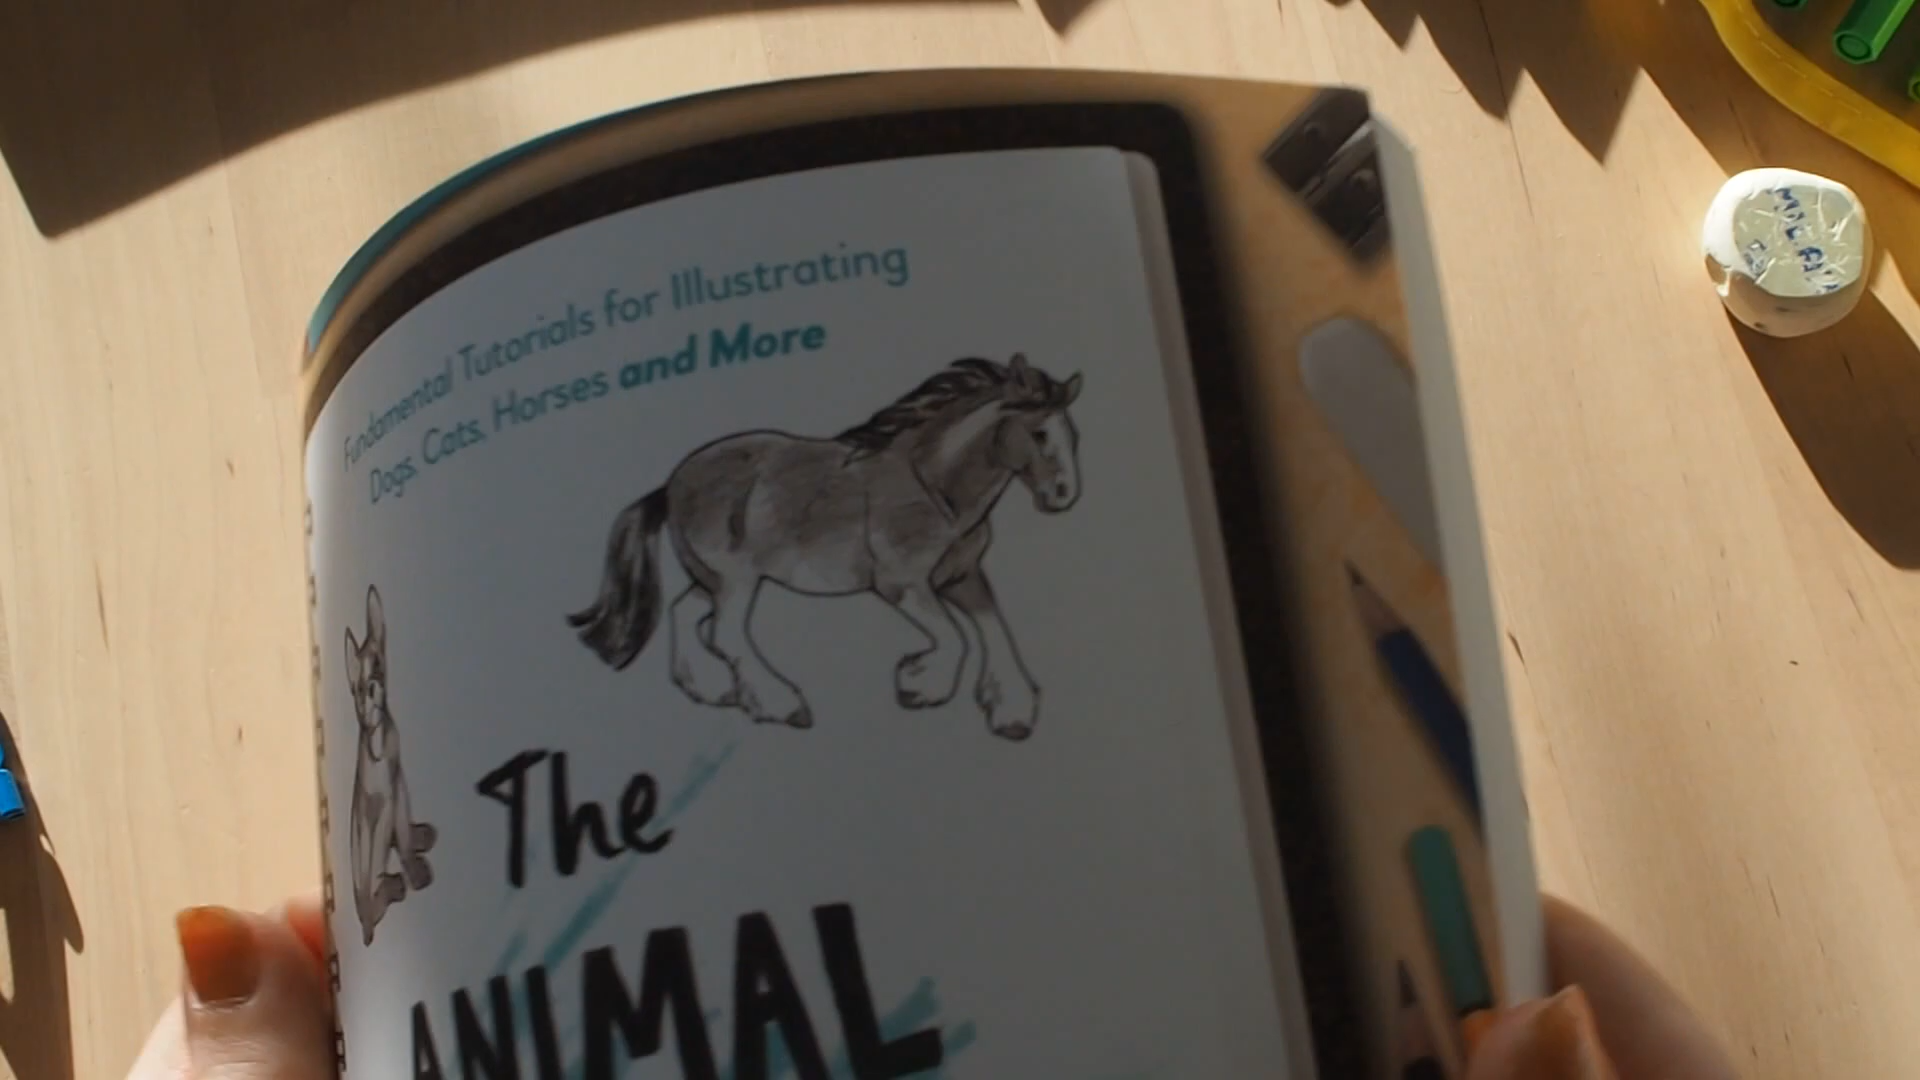 Fundamental Tutorials for Illustrating
Dogs, Cats, Horses and More
The
ANIMAL